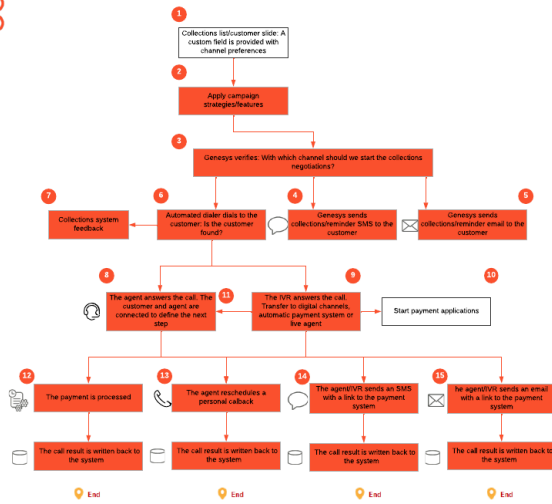 1
Collections list/customer slide: A
custom field is provided with
channel preferences
2
Apply campaign
strategies/features
3
Genesys verifies: With which channel should we start the collections
negotiations?
7
6
4
5
Collections system
feedback
Automated dialer dials to the
customer: Is the customer
found?
Genesys sends
collections/reminder SMS to the
customer
Genesys sends
collections/reminder email to the
customer
8
11
9
10
The agent answers the call. The
customer and agent are
connected to define the next
step
The IVR answers the call.
Transfer to digital channels,
automatic payment system or
live agent
Start payment applications
12
13
14
15
The payment is processed
The agent reschedules a
personal calback
The agent/IVR sends an SMS
with a link to the payment
system
he agent/IVR sends an email
with a link to the payment
system
The call result is written back to
the system
The call result is written back to
the system
The call result is written back to
the system
The call result is written back to
the system
End
End
End
End